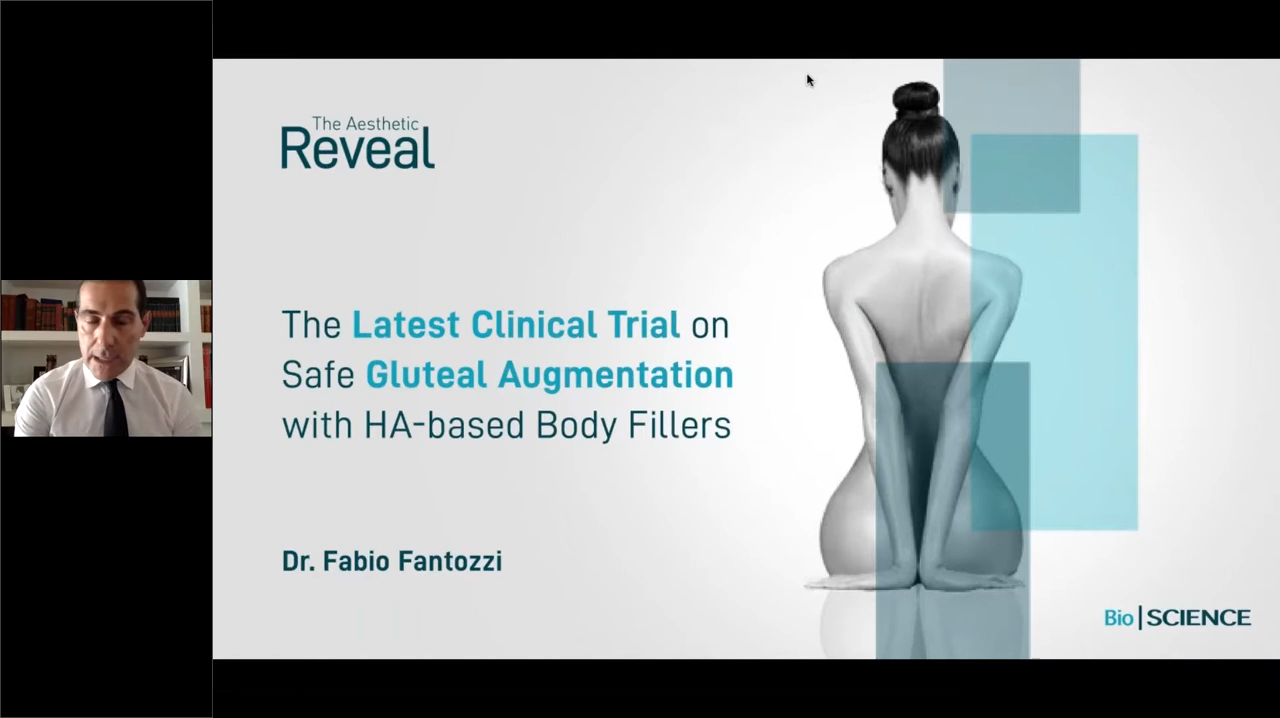 The Aesthetic
Reveal
The Latest Clinical Trial on
Safe Gluteal Augmentation
with HA-based Body Fillers
Dr. Fabio Fantozzi
Bio|SCIENCE